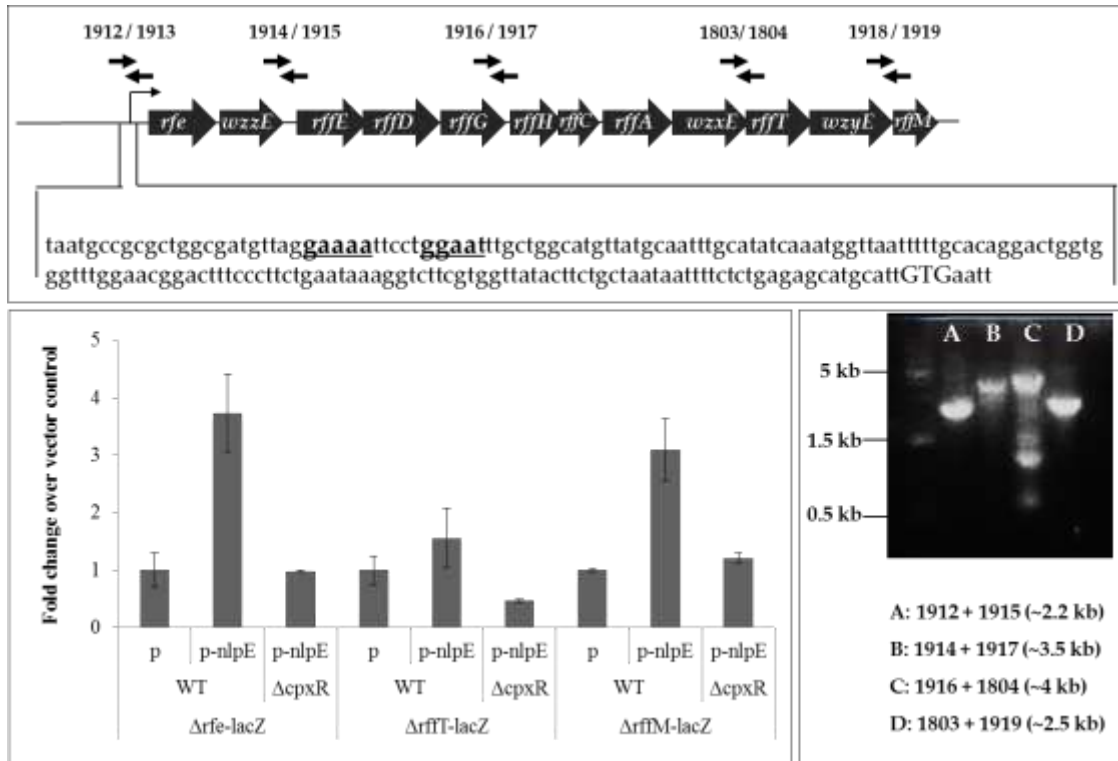 1912 / 1913 1914 / 1915 1916 / 1917 1803/ 1804 1918 / 1919
rfe wzzE rffE rffD rffG rffH rffC rffA wzxE rffT wzyE rffM
taatgccgcgctggcgatgttaggaaaattcctggaatttgctggcatgttatgcaatttgcatatcaaatggttaatttttgcacaggactggtg
ggtttggaacggactttcccttctgaataaaggtcttcgtggttatacttctgctaataattttctctgagagcatgcattGTGaatt
Fold change over vector control
5
4
3
2
1
0
p p-nlpE p-nlpE p p-nlpE p-nlpE p p-nlpE p-nlpE
WT ΔcpxR WT ΔcpxR WT ΔcpxR
Δrfe-lacZ ΔrffT-lacZ ΔrffM-lacZ
A B C D
5 kb
1.5 kb
0.5 kb
A: 1912 + 1915 (~2.2 kb)
B: 1914 + 1917 (~3.5 kb)
C: 1916 + 1804 (~4 kb)
D: 1803 + 1919 (~2.5 kb)